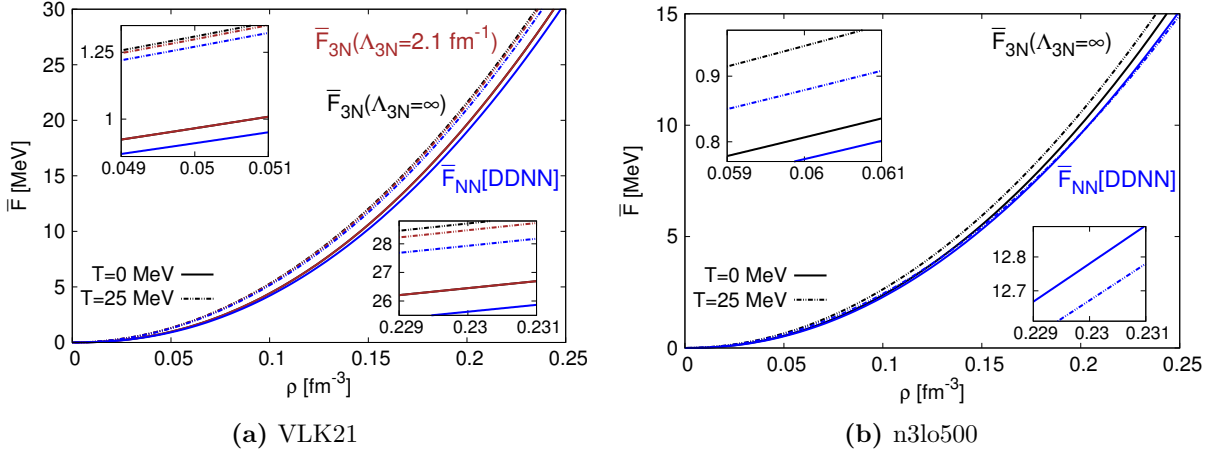 30
25
20
15
10
5
0
F̅ [MeV]
1.25
1
0.049 0.05 0.051
F̅3N(Λ3N=2.1 fm-1)
F̅3N(Λ3N=∞)
F̅NN[DDNN]
T=0 MeV
T=25 MeV
28
27
26
0.229 0.23 0.231
0 0.05 0.1 0.15 0.2 0.25
ρ [fm-3]
(a) VLK21
15
10
5
0
F̅ [MeV]
0.9
0.8
0.059 0.06 0.061
F̅3N(Λ3N=∞)
F̅NN[DDNN]
T=0 MeV
T=25 MeV
12.8
12.7
0.229 0.23 0.231
0 0.05 0.1 0.15 0.2 0.25
ρ [fm-3]
(b) n3lo500